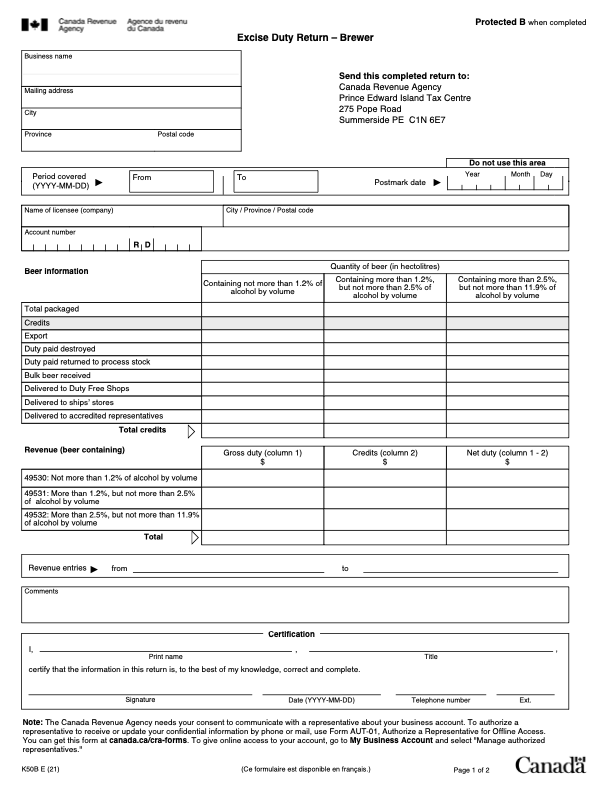 Canada Revenue Agence du revenu
Agency du Canada
Protected B when completed
Excise Duty Return – Brewer
Business name
Mailing address
City
Province Postal code
Send this completed return to:
Canada Revenue Agency
Prince Edward Island Tax Centre
275 Pope Road
Summerside PE C1N 6E7
Do not use this area
Period covered
(YYYY-MM-DD)
From
To
Postmark date
Year Month Day
Name of licensee (company)
City / Province / Postal code
Account number
R D
Beer information
Quantity of beer (in hectolitres)
Containing not more than 1.2% of
alcohol by volume
Containing more than 1.2%,
but not more than 2.5% of
alcohol by volume
Containing more than 2.5%,
but not more than 11.9% of
alcohol by volume
Total packaged
Credits
Export
Duty paid destroyed
Duty paid returned to process stock
Bulk beer received
Delivered to Duty Free Shops
Delivered to ships' stores
Delivered to accredited representatives
Total credits
Revenue (beer containing)
Gross duty (column 1)
$
Credits (column 2)
$
Net duty (column 1 - 2)
$
49530: Not more than 1.2% of alcohol by volume
49531: More than 1.2%, but not more than 2.5%
of alcohol by volume
49532: More than 2.5%, but not more than 11.9%
of alcohol by volume
Total
Revenue entries from to
Comments
Certification
I, , ,
Print name Title
certify that the information in this return is, to the best of my knowledge, correct and complete.
Signature Date (YYYY-MM-DD) Telephone number Ext.
Note: The Canada Revenue Agency needs your consent to communicate with a representative about your business account. To authorize a
representative to receive or update your confidential information by phone or mail, use Form AUT-01, Authorize a Representative for Offline Access.
You can get this form at canada.ca/cra-forms. To give online access to your account, go to My Business Account and select "Manage authorized
representatives."
K50B E (21) (Ce formulaire est disponible en français.) Page 1 of 2
Canada